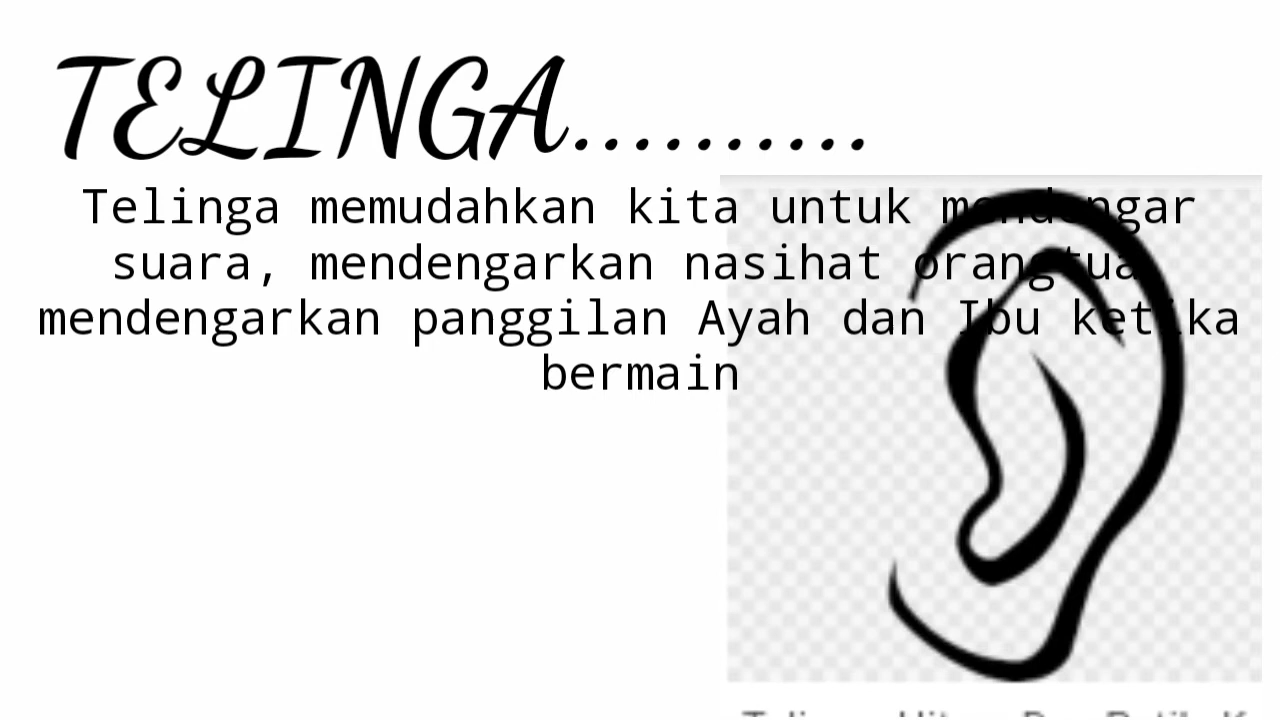 TELINGA..........
Telinga memudahkan kita untuk mendengar
suara, mendengarkan nasihat orangtua
mendengarkan panggilan Ayah dan Ibu ketika
bermain